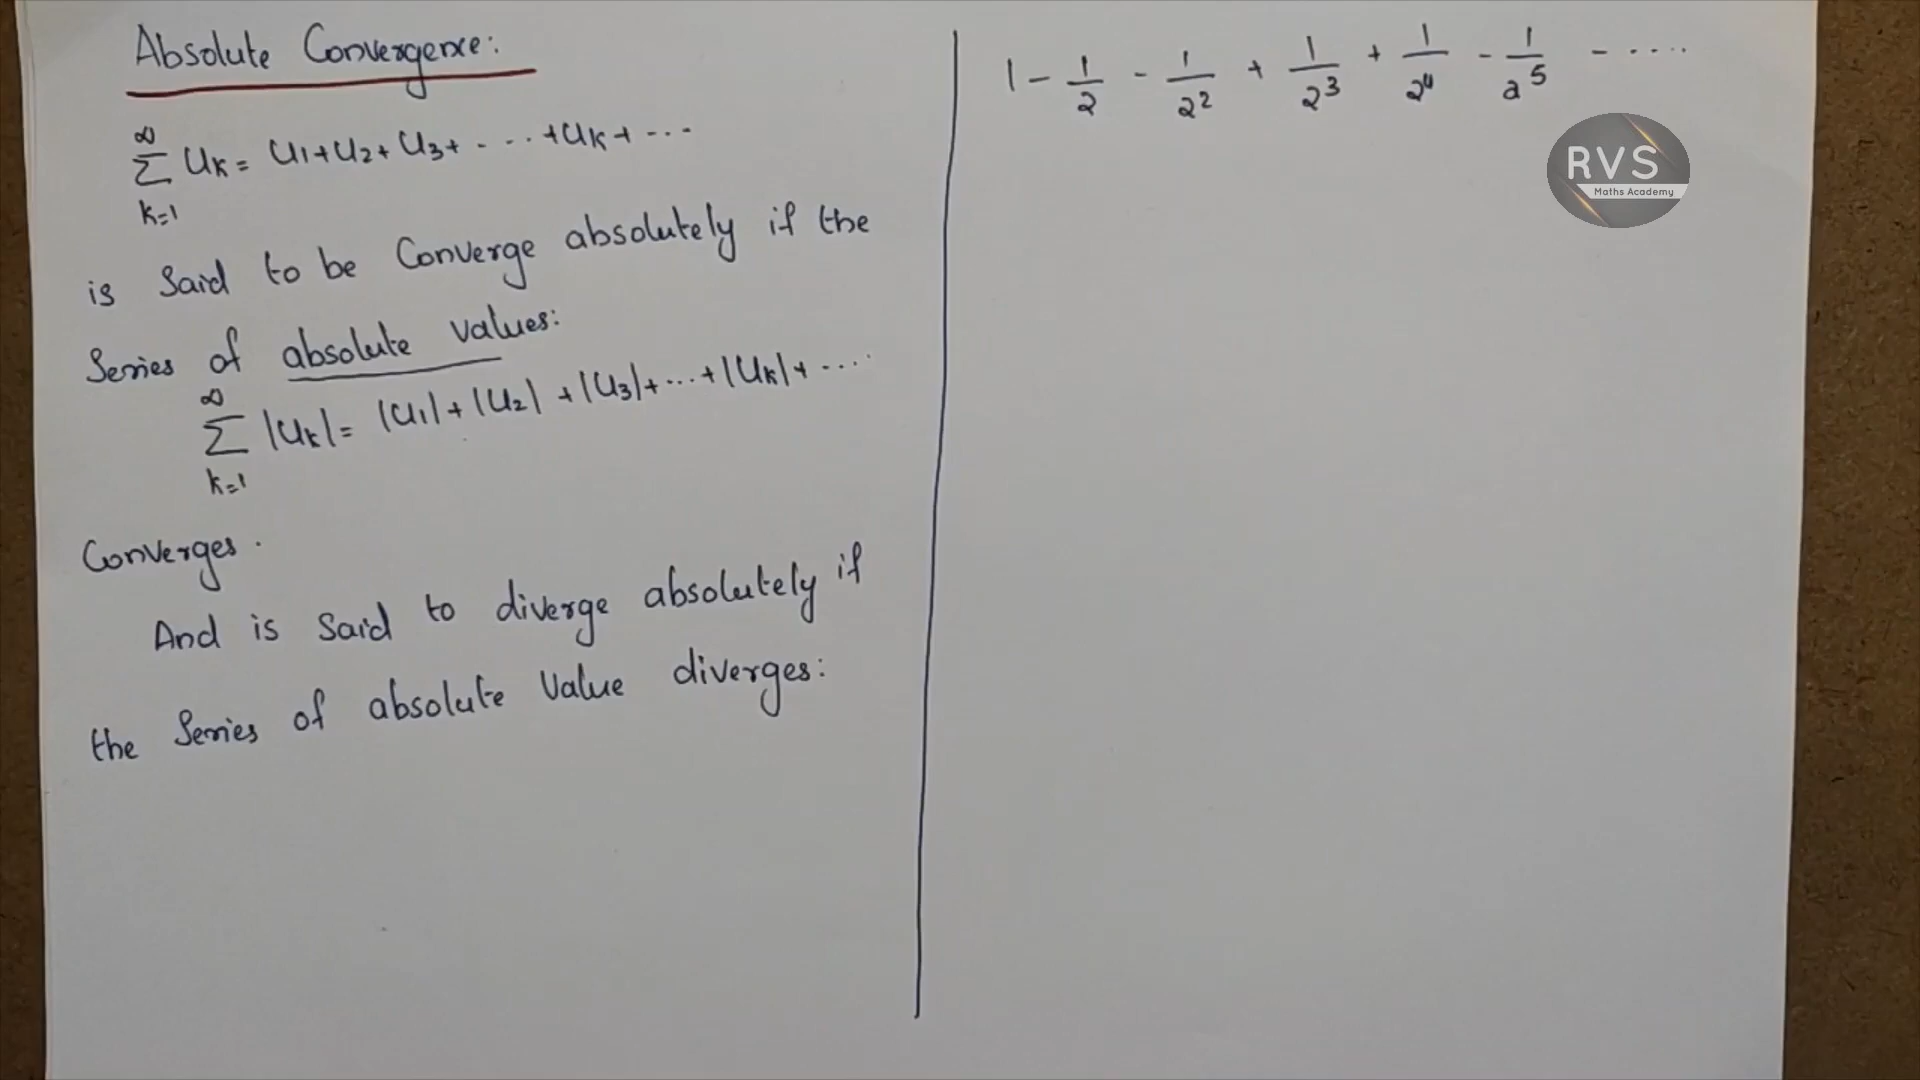 Absolute Convergence:
∞
∑ Uₖ = U₁+U₂+U₃+- ...+Uₖ+ ...
k=1
is said to be Converge absolutely if the
Series of absolute values:
∞
∑ |Uₖ| = |U₁|+|U₂|+|U₃|+...+|Uₖ|+ ....
k=1
Converges.
And is said to diverge absolutely if
the Series of absolute value diverges:
1 - 1/2 - 1/2² + 1/2³ + 1/2⁴ - 1/2⁵ - ....
RVS
Maths Academy